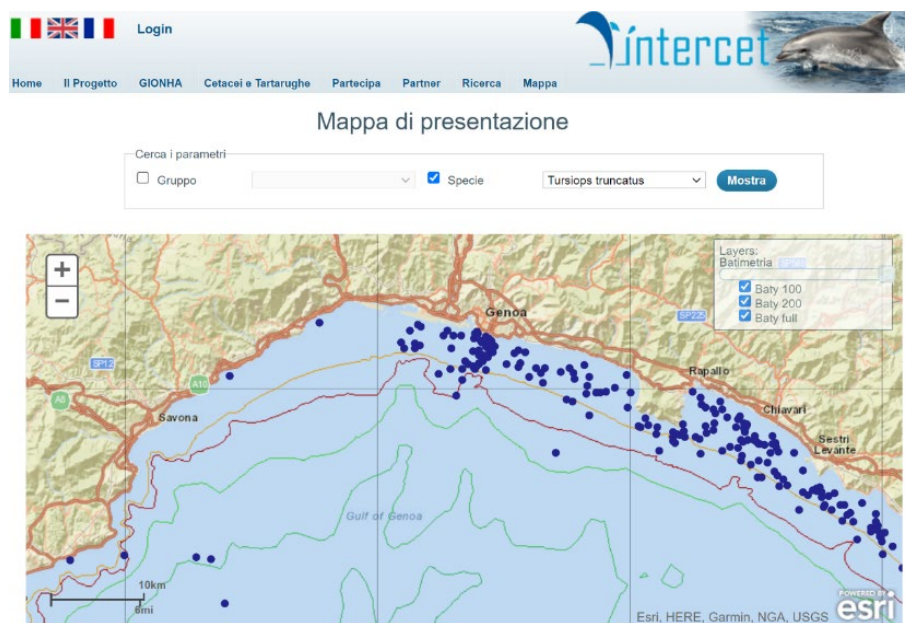 Login
intercet
Home Il Progetto GIONHA Cetacei e Tartarughe Partecipa Partner Ricerca Mappa
Mappa di presentazione
Cerca i parametri
Gruppo Specie Tursiops truncatus Mostra
Layers:
Batimetria
Baty 100
Baty 200
Baty full
+
−
Genoa
SP225
SP12
Rapallo
A10
A6
Savona
Chiavari
Sestri
Levante
Gulf of Genoa
10km
6mi
POWERED BY
esri
Esri, HERE, Garmin, NGA, USGS